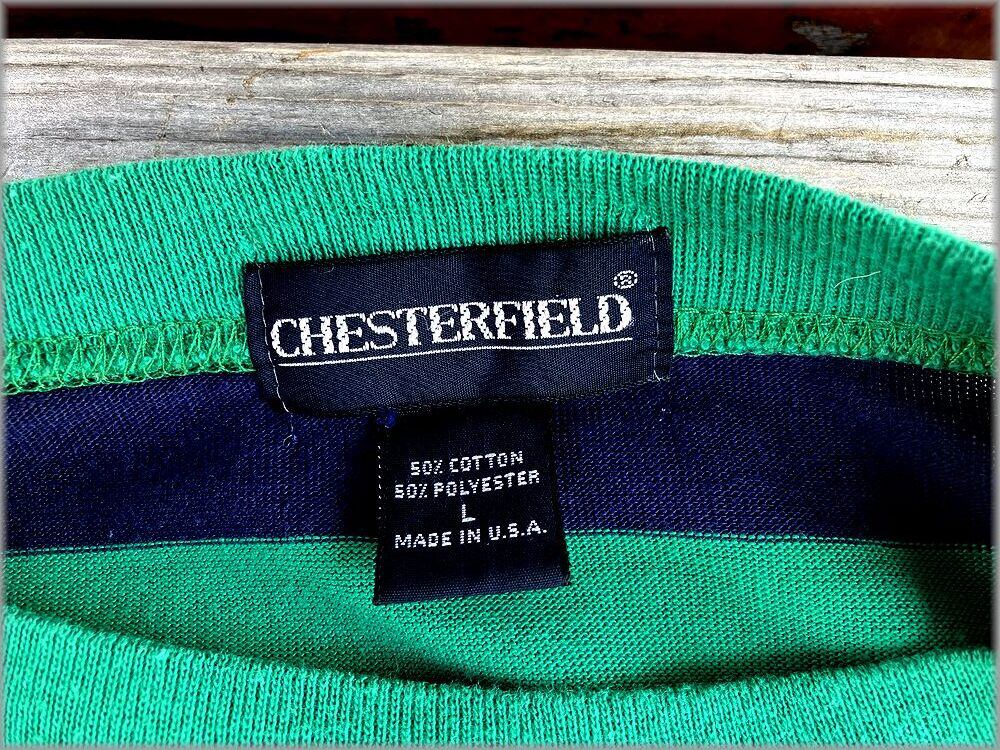 CHESTERFIELD®
50% COTTON
50% POLYESTER
L
MADE IN U.S.A.